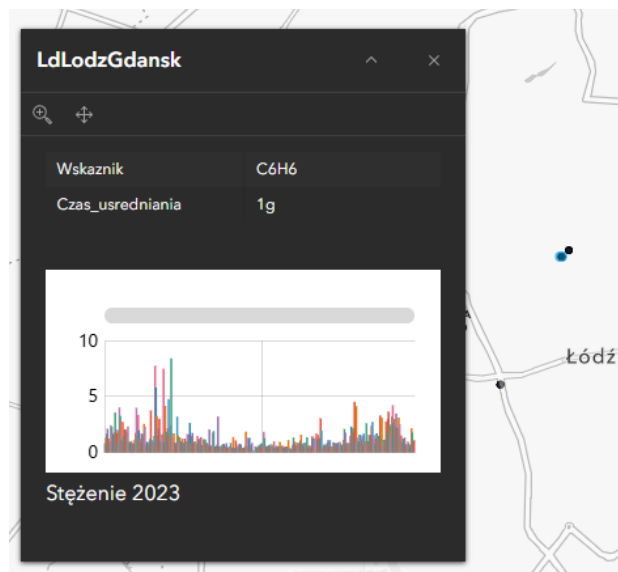 LdLodzGdansk
Wskaznik C6H6
Czas_usredniania 1g
10
5
0
Stężenie 2023
Łódź